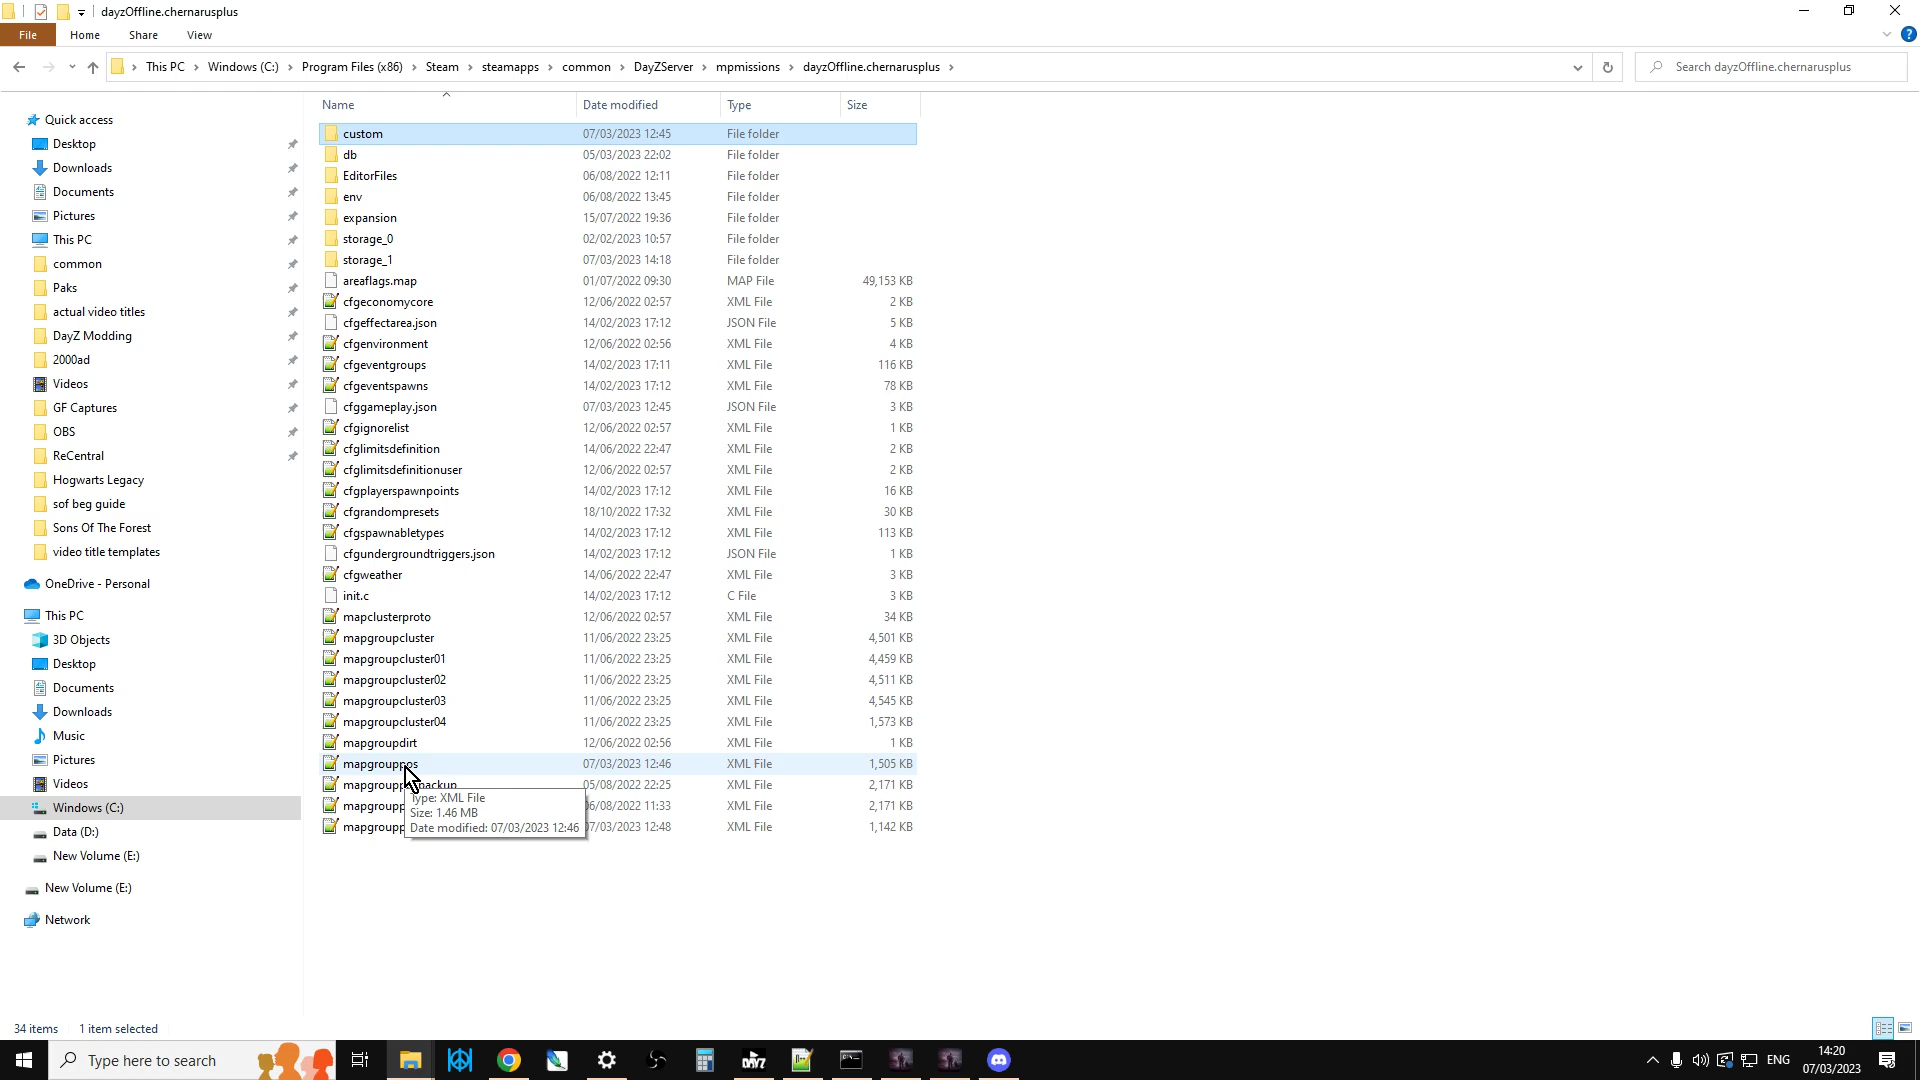 dayzOffline.chernarusplus
File Home Share View
This PC Windows (C:) Program Files (x86) Steam steamapps common DayZServer mpmissions dayzOffline.chernarusplus
Search dayzOffline.chernarusplus
Quick access
Desktop
Downloads
Documents
Pictures
This PC
common
Paks
actual video titles
DayZ Modding
2000ad
Videos
GF Captures
OBS
ReCentral
Hogwarts Legacy
sof beg guide
Sons Of The Forest
video title templates
OneDrive - Personal
This PC
3D Objects
Desktop
Documents
Downloads
Music
Pictures
Videos
Windows (C:)
Data (D:)
New Volume (E:)
New Volume (E:)
Network
Name Date modified Type Size
custom 07/03/2023 12:45 File folder
db 05/03/2023 22:02 File folder
EditorFiles 06/08/2022 12:11 File folder
env 06/08/2022 13:45 File folder
expansion 15/07/2022 19:36 File folder
storage_0 02/02/2023 10:57 File folder
storage_1 07/03/2023 14:18 File folder
areaflags.map 01/07/2022 09:30 MAP File 49,153 KB
cfgeconomycore 12/06/2022 02:57 XML File 2 KB
cfgeffectarea.json 14/02/2023 17:12 JSON File 5 KB
cfgenvironment 12/06/2022 02:56 XML File 4 KB
cfgeventgroups 14/02/2023 17:11 XML File 116 KB
cfgeventspawns 14/02/2023 17:12 XML File 78 KB
cfggameplay.json 07/03/2023 12:45 JSON File 3 KB
cfgignorelist 12/06/2022 02:57 XML File 1 KB
cfglimitsdefinition 14/06/2022 22:47 XML File 2 KB
cfglimitsdefinitionuser 12/06/2022 02:57 XML File 2 KB
cfgplayerspawnpoints 14/02/2023 17:12 XML File 16 KB
cfgrandompresets 18/10/2022 17:32 XML File 30 KB
cfgspawnabletypes 14/02/2023 17:12 XML File 113 KB
cfgundergroundtriggers.json 14/02/2023 17:12 JSON File 1 KB
cfgweather 14/06/2022 22:47 XML File 3 KB
init.c 14/02/2023 17:12 C File 3 KB
mapclusterproto 12/06/2022 02:57 XML File 34 KB
mapgroupcluster 11/06/2022 23:25 XML File 4,501 KB
mapgroupcluster01 11/06/2022 23:25 XML File 4,459 KB
mapgroupcluster02 11/06/2022 23:25 XML File 4,511 KB
mapgroupcluster03 11/06/2022 23:25 XML File 4,545 KB
mapgroupcluster04 11/06/2022 23:25 XML File 1,573 KB
mapgroupdirt 12/06/2022 02:56 XML File 1 KB
mapgrouppos 07/03/2023 12:46 XML File 1,505 KB
05/08/2022 22:25 XML File 2,171 KB
11:33 XML File 2,171 KB
12:48 XML File 1,142 KB
Type: XML File
Size: 1.46 MB
Date modified: 07/03/2023 12:46
34 items 1 item selected
Type here to search
DAYZ
ENG
14:20
07/03/2023